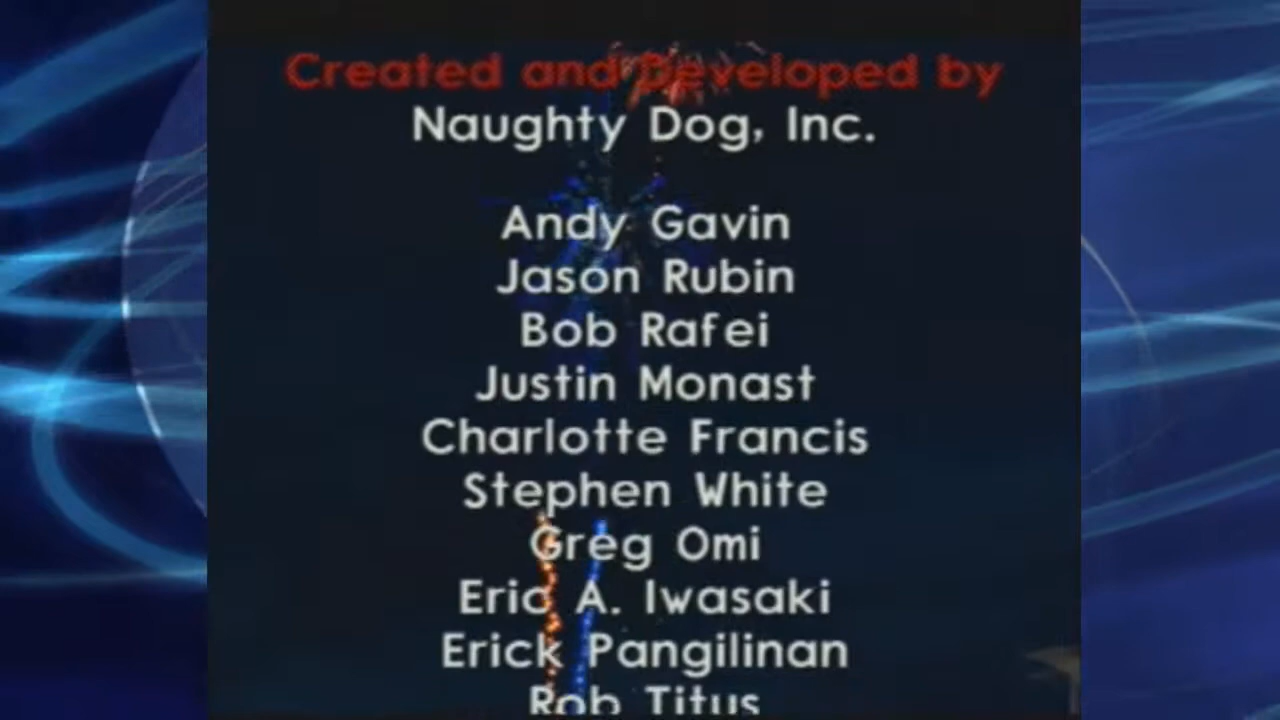 Created and Developed by
Naughty Dog, Inc.
Andy Gavin
Jason Rubin
Bob Rafei
Justin Monast
Charlotte Francis
Stephen White
Greg Omi
Eric A. Iwasaki
Erick Pangilinan
Rob Titus